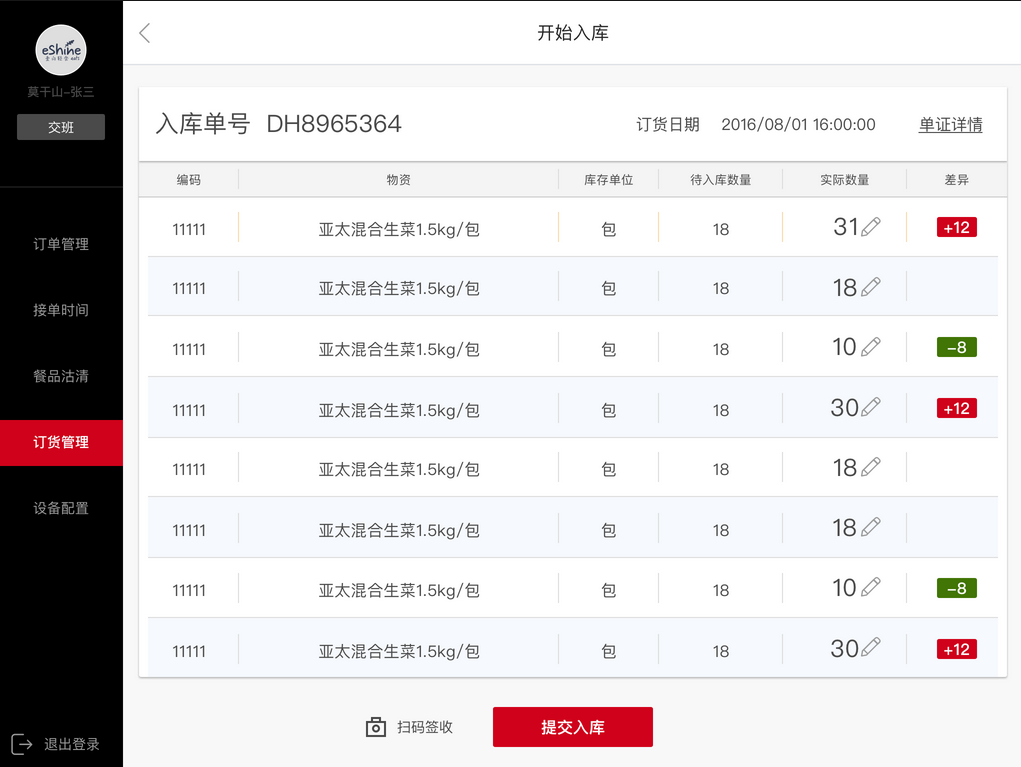 eShine
莫干山-张三
交班
订单管理
接单时间
餐品沽清
订货管理
设备配置
退出登录
开始入库
入库单号 DH8965364 订货日期 2016/08/01 16:00:00 单证详情
编码 物资 库存单位 待入库数量 实际数量 差异
11111 亚太混合生菜1.5kg/包 包 18 31 +12
11111 亚太混合生菜1.5kg/包 包 18 18
11111 亚太混合生菜1.5kg/包 包 18 10 -8
11111 亚太混合生菜1.5kg/包 包 18 30 +12
11111 亚太混合生菜1.5kg/包 包 18 18
11111 亚太混合生菜1.5kg/包 包 18 18
11111 亚太混合生菜1.5kg/包 包 18 10 -8
11111 亚太混合生菜1.5kg/包 包 18 30 +12
扫码签收 提交入库